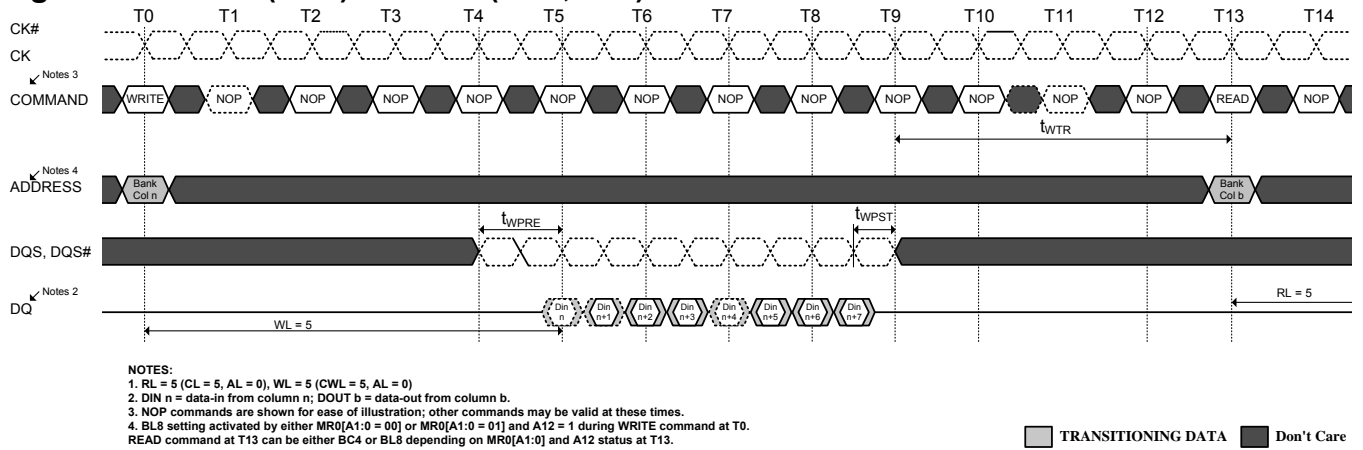 T0 T1 T2 T3 T4 T5 T6 T7 T8 T9 T10 T11 T12 T13 T14
CK#
CK
Notes 3
COMMAND WRITE NOP NOP NOP NOP NOP NOP NOP NOP NOP NOP NOP NOP READ NOP
tWTR
Notes 4
ADDRESS
Bank Bank
Col n Col b
tWPRE tWPST
DQS, DQS#
Notes 2
DQ
Din Din Din Din Din Din Din Din
n n+1 n+2 n+3 n+4 n+5 n+6 n+7
RL = 5
WL = 5
NOTES:
1. RL = 5 (CL = 5, AL = 0), WL = 5 (CWL = 5, AL = 0)
2. DIN n = data-in from column n; DOUT b = data-out from column b.
3. NOP commands are shown for ease of illustration; other commands may be valid at these times.
4. BL8 setting activated by either MR0[A1:0 = 00] or MR0[A1:0 = 01] and A12 = 1 during WRITE command at T0.
READ command at T13 can be either BC4 or BL8 depending on MR0[A1:0] and A12 status at T13.
TRANSITIONING DATA Don't Care